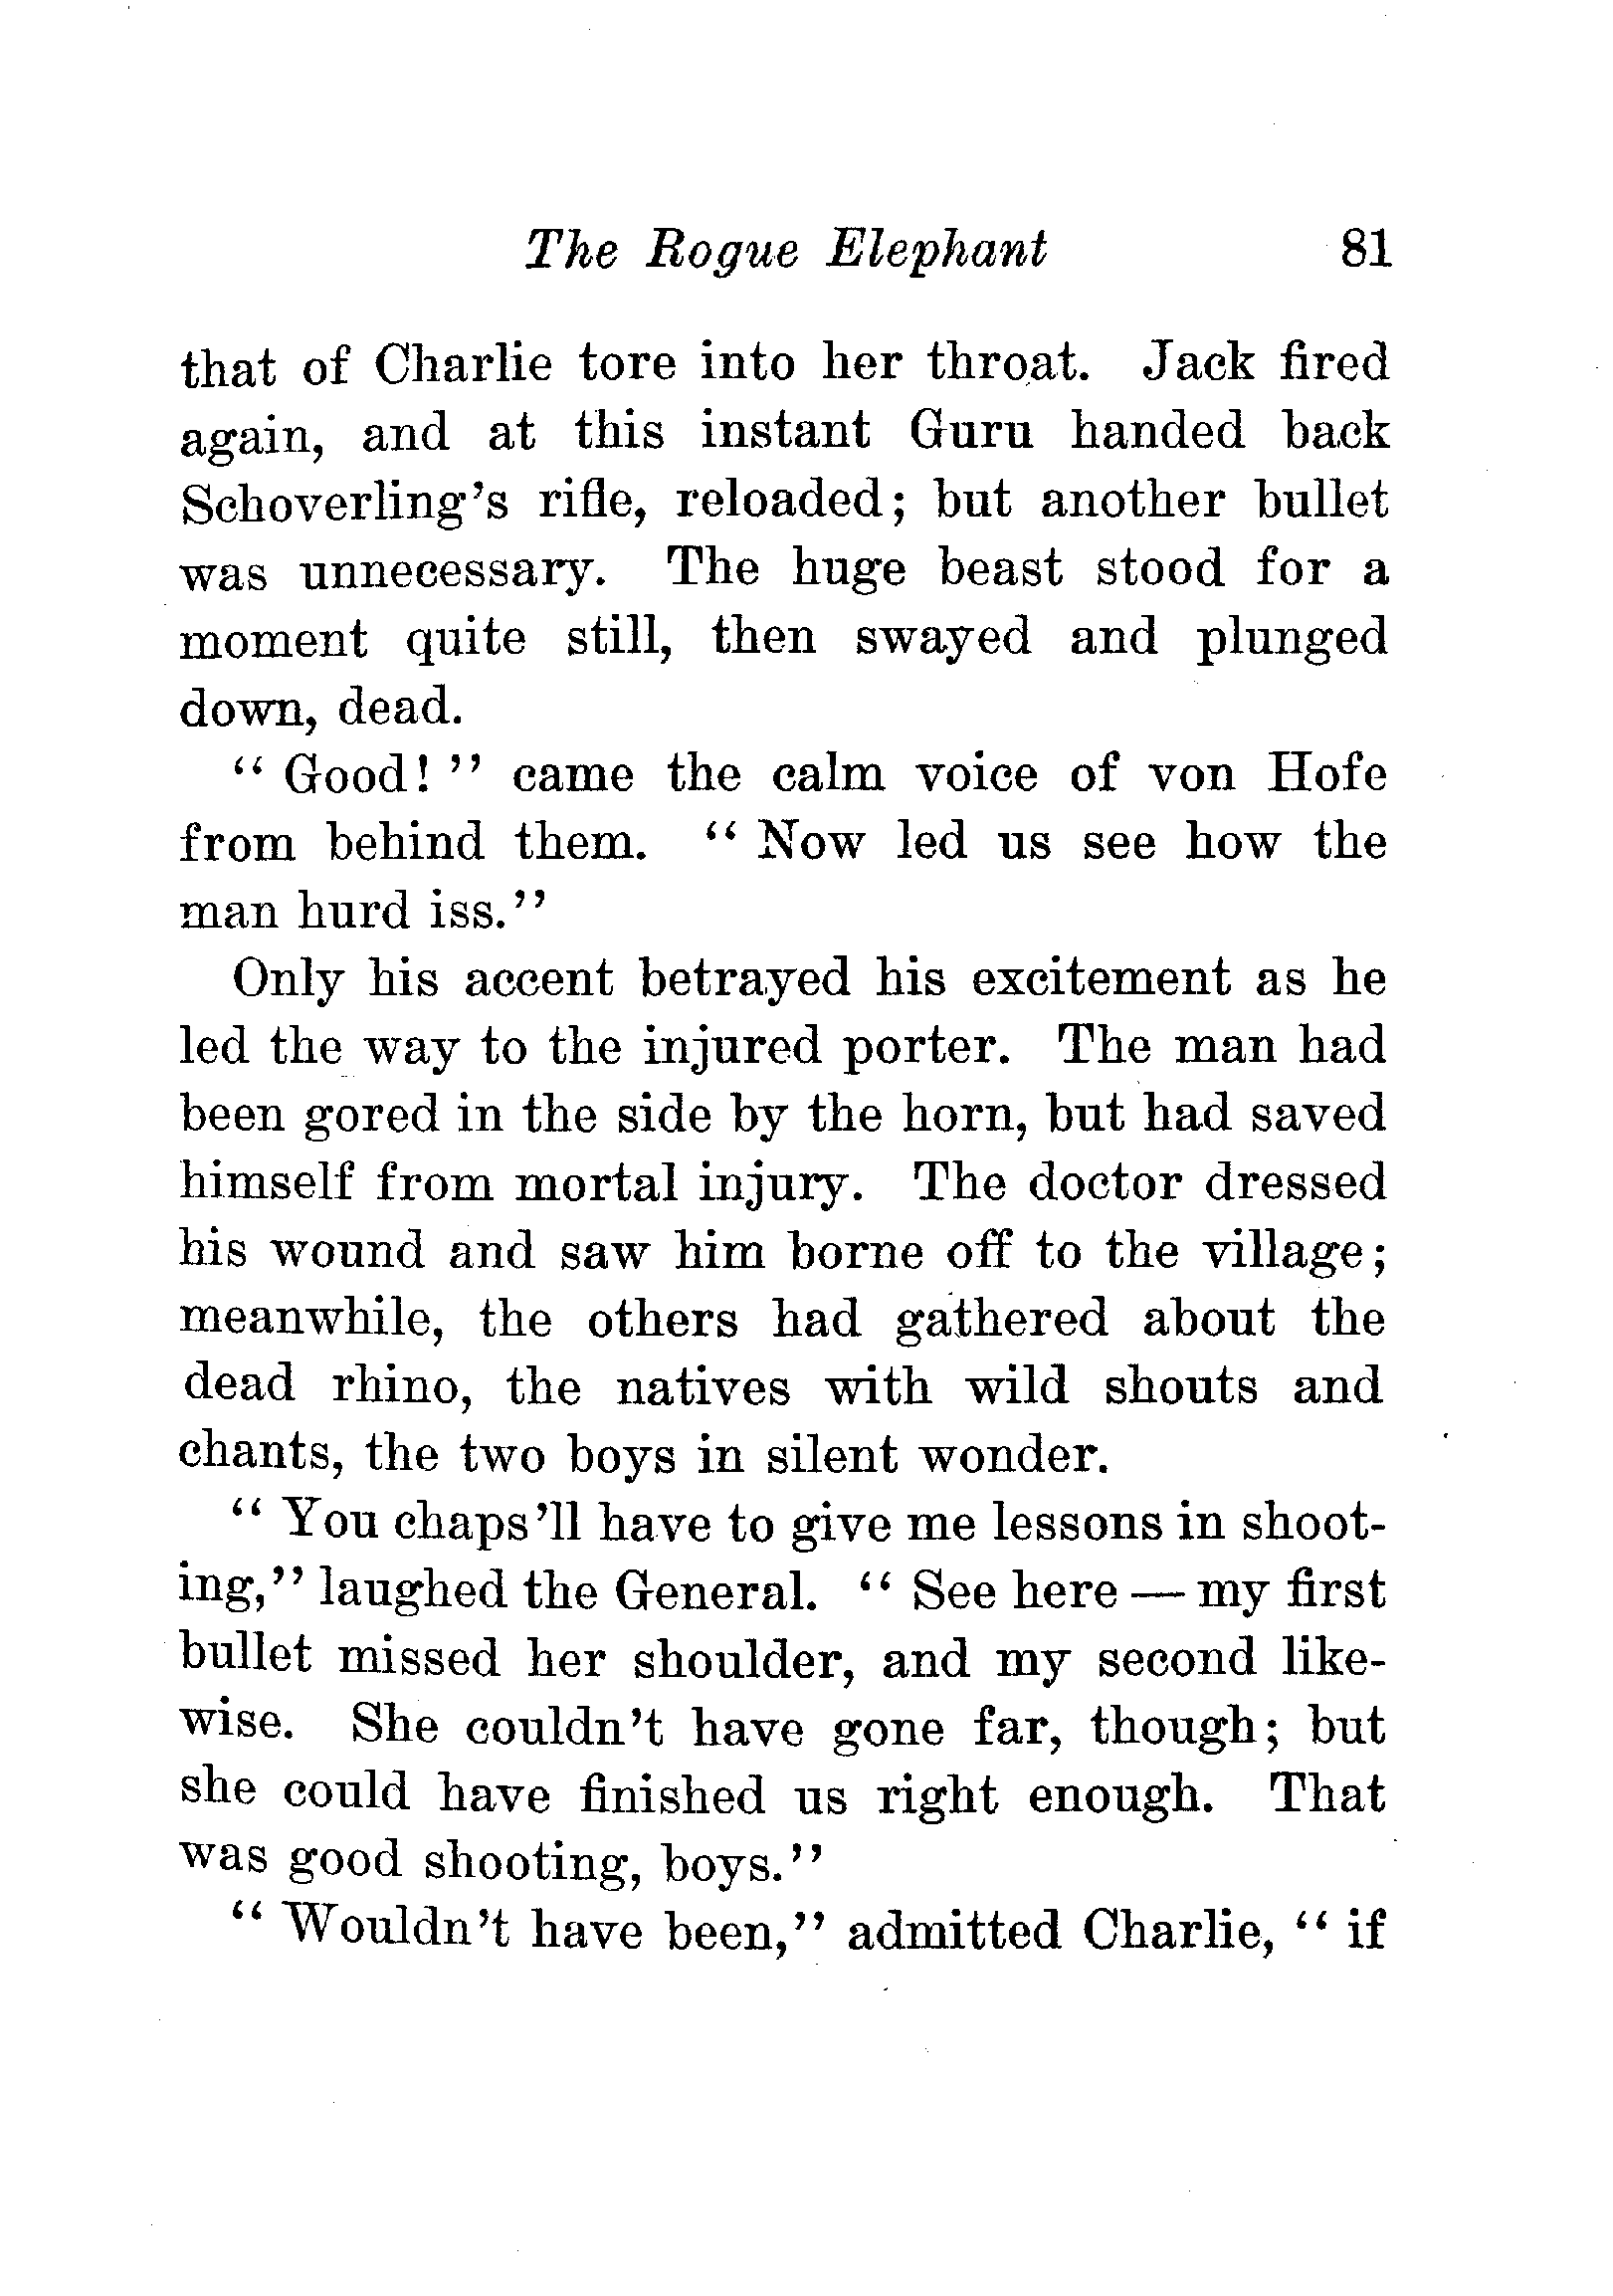 The Rogue Elephant 81
that of Charlie tore into her throat. Jack fired
again, and at this instant Guru handed back
Schoverling's rifle, reloaded; but another bullet
was unnecessary. The huge beast stood for a
moment quite still, then swayed and plunged
down, dead.
“ Good! ” came the calm voice of von Hofe
from behind them. “ Now led us see how the
man hurd iss.”
Only his accent betrayed his excitement as he
led the way to the injured porter. The man had
been gored in the side by the horn, but had saved
himself from mortal injury. The doctor dressed
his wound and saw him borne off to the village;
meanwhile, the others had gathered about the
dead rhino, the natives with wild shouts and
chants, the two boys in silent wonder.
“ You chaps'll have to give me lessons in shoot-
ing,” laughed the General. “ See here — my first
bullet missed her shoulder, and my second like-
wise. She couldn't have gone far, though; but
she could have finished us right enough. That
was good shooting, boys.”
“ Wouldn't have been,” admitted Charlie, “ if